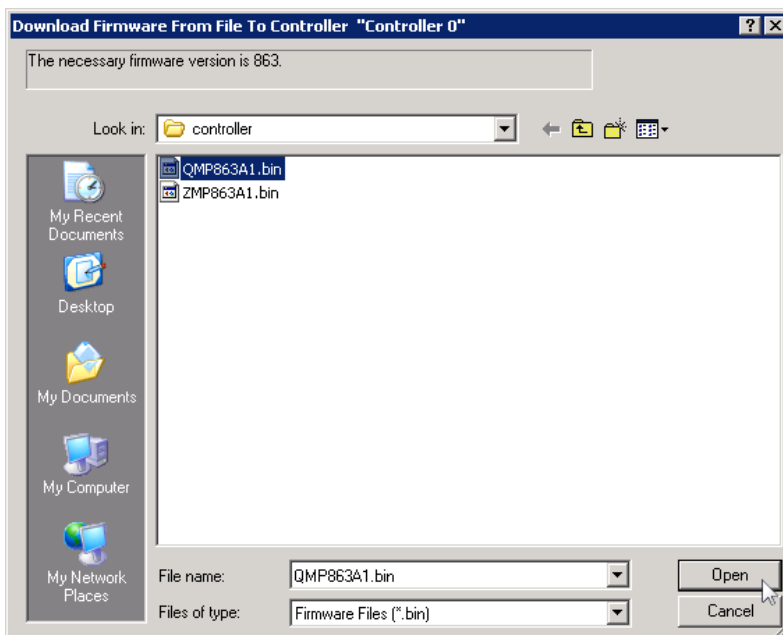 Download Firmware From File To Controller "Controller 0"
The necessary firmware version is 863.
Look in: controller
QMP863A1.bin
ZMP863A1.bin
My Recent
Documents
Desktop
My Documents
My Computer
My Network
Places
File name: QMP863A1.bin Open
Files of type: Firmware Files (*.bin) Cancel